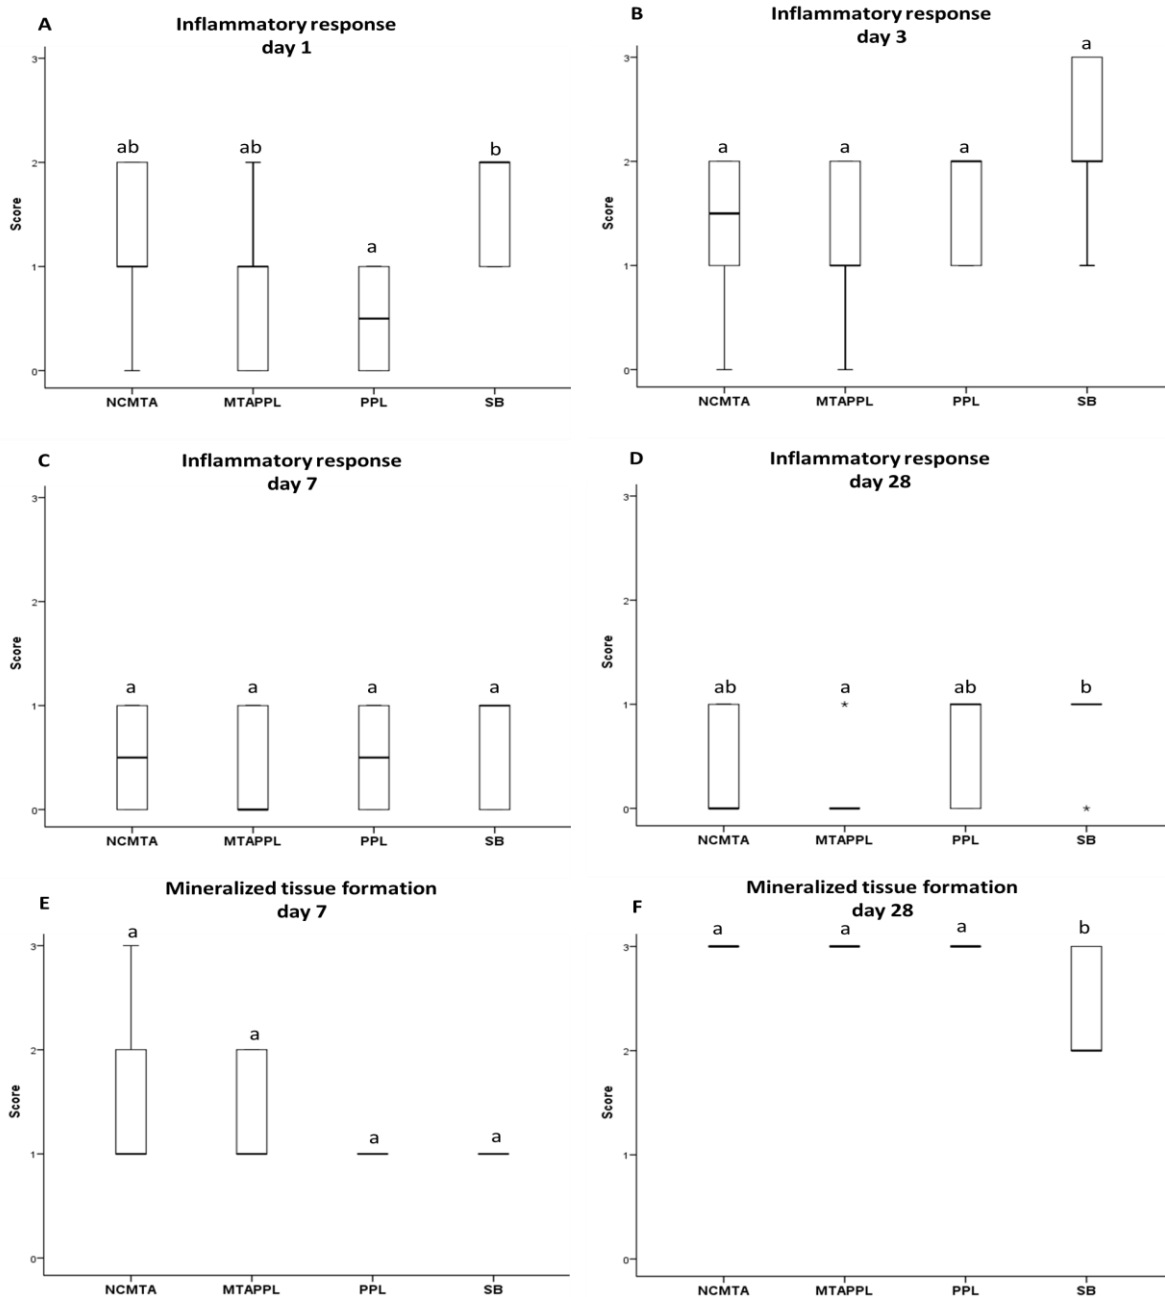 A
Inflammatory response
day 1
3
2
1
0
Score
ab
ab
a
b
NCMTA MTAPPL PPL SB
B
Inflammatory response
day 3
3
2
1
0
Score
a
a
a
a
NCMTA MTAPPL PPL SB
C
Inflammatory response
day 7
3
2
1
0
Score
a
a
a
a
NCMTA MTAPPL PPL SB
D
Inflammatory response
day 28
3
2
1
0
Score
ab
a
ab
b
*
*
NCMTA MTAPPL PPL SB
E
Mineralized tissue formation
day 7
3
2
1
0
Score
a
a
a
a
NCMTA MTAPPL PPL SB
F
Mineralized tissue formation
day 28
3
2
1
0
Score
a
a
a
b
NCMTA MTAPPL PPL SB